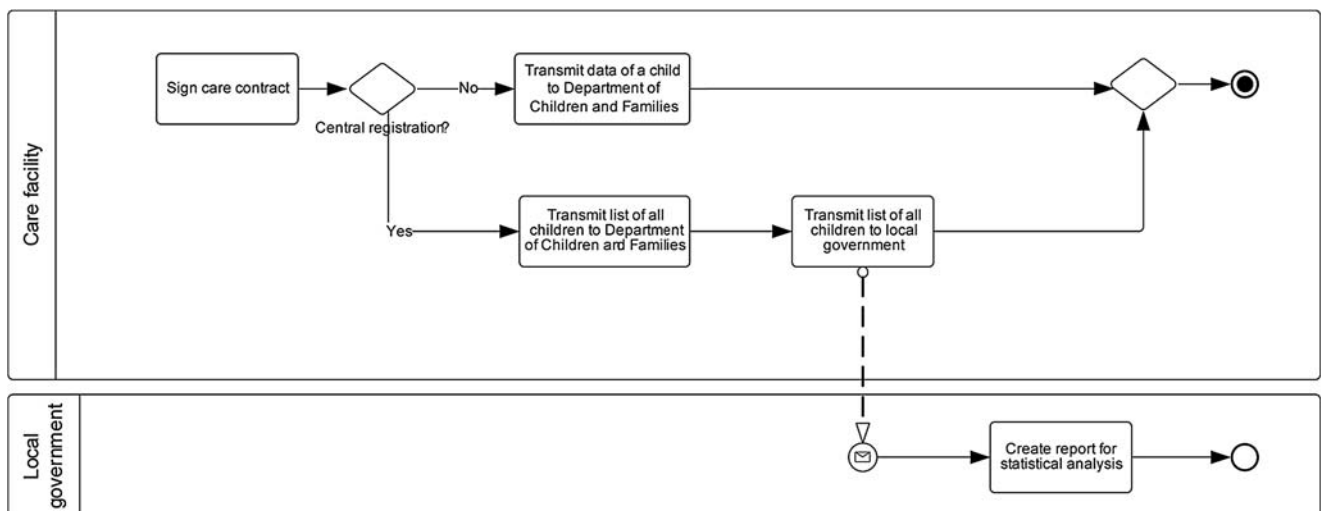 Care facility
Sign care contract
Central registration?
No
Transmit data of a child
to Department of
Children and Families
Yes
Transmit list of all
children to Department
of Children and Families
Transmit list of all
children to local
government
Local
government
Create report for
statistical analysis